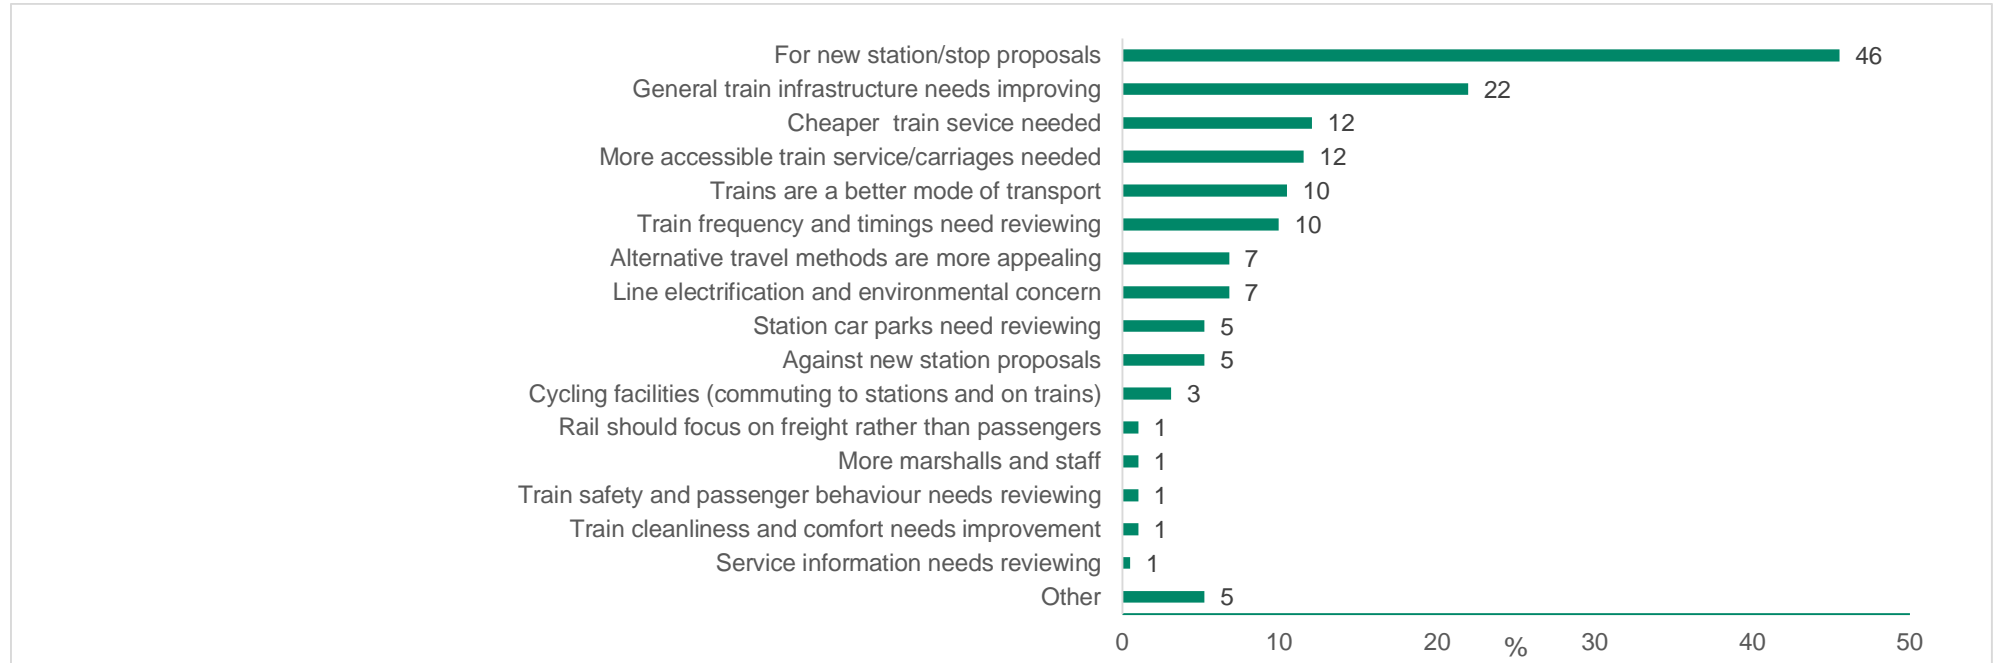 For new station/stop proposals 46
General train infrastructure needs improving 22
Cheaper  train sevice needed 12
More accessible train service/carriages needed 12
Trains are a better mode of transport 10
Train frequency and timings need reviewing 10
Alternative travel methods are more appealing 7
Line electrification and environmental concern 7
Station car parks need reviewing 5
Against new station proposals 5
Cycling facilities (commuting to stations and on trains) 3
Rail should focus on freight rather than passengers 1
More marshalls and staff 1
Train safety and passenger behaviour needs reviewing 1
Train cleanliness and comfort needs improvement 1
Service information needs reviewing 1
Other 5
0 10 20 30 40 50
%